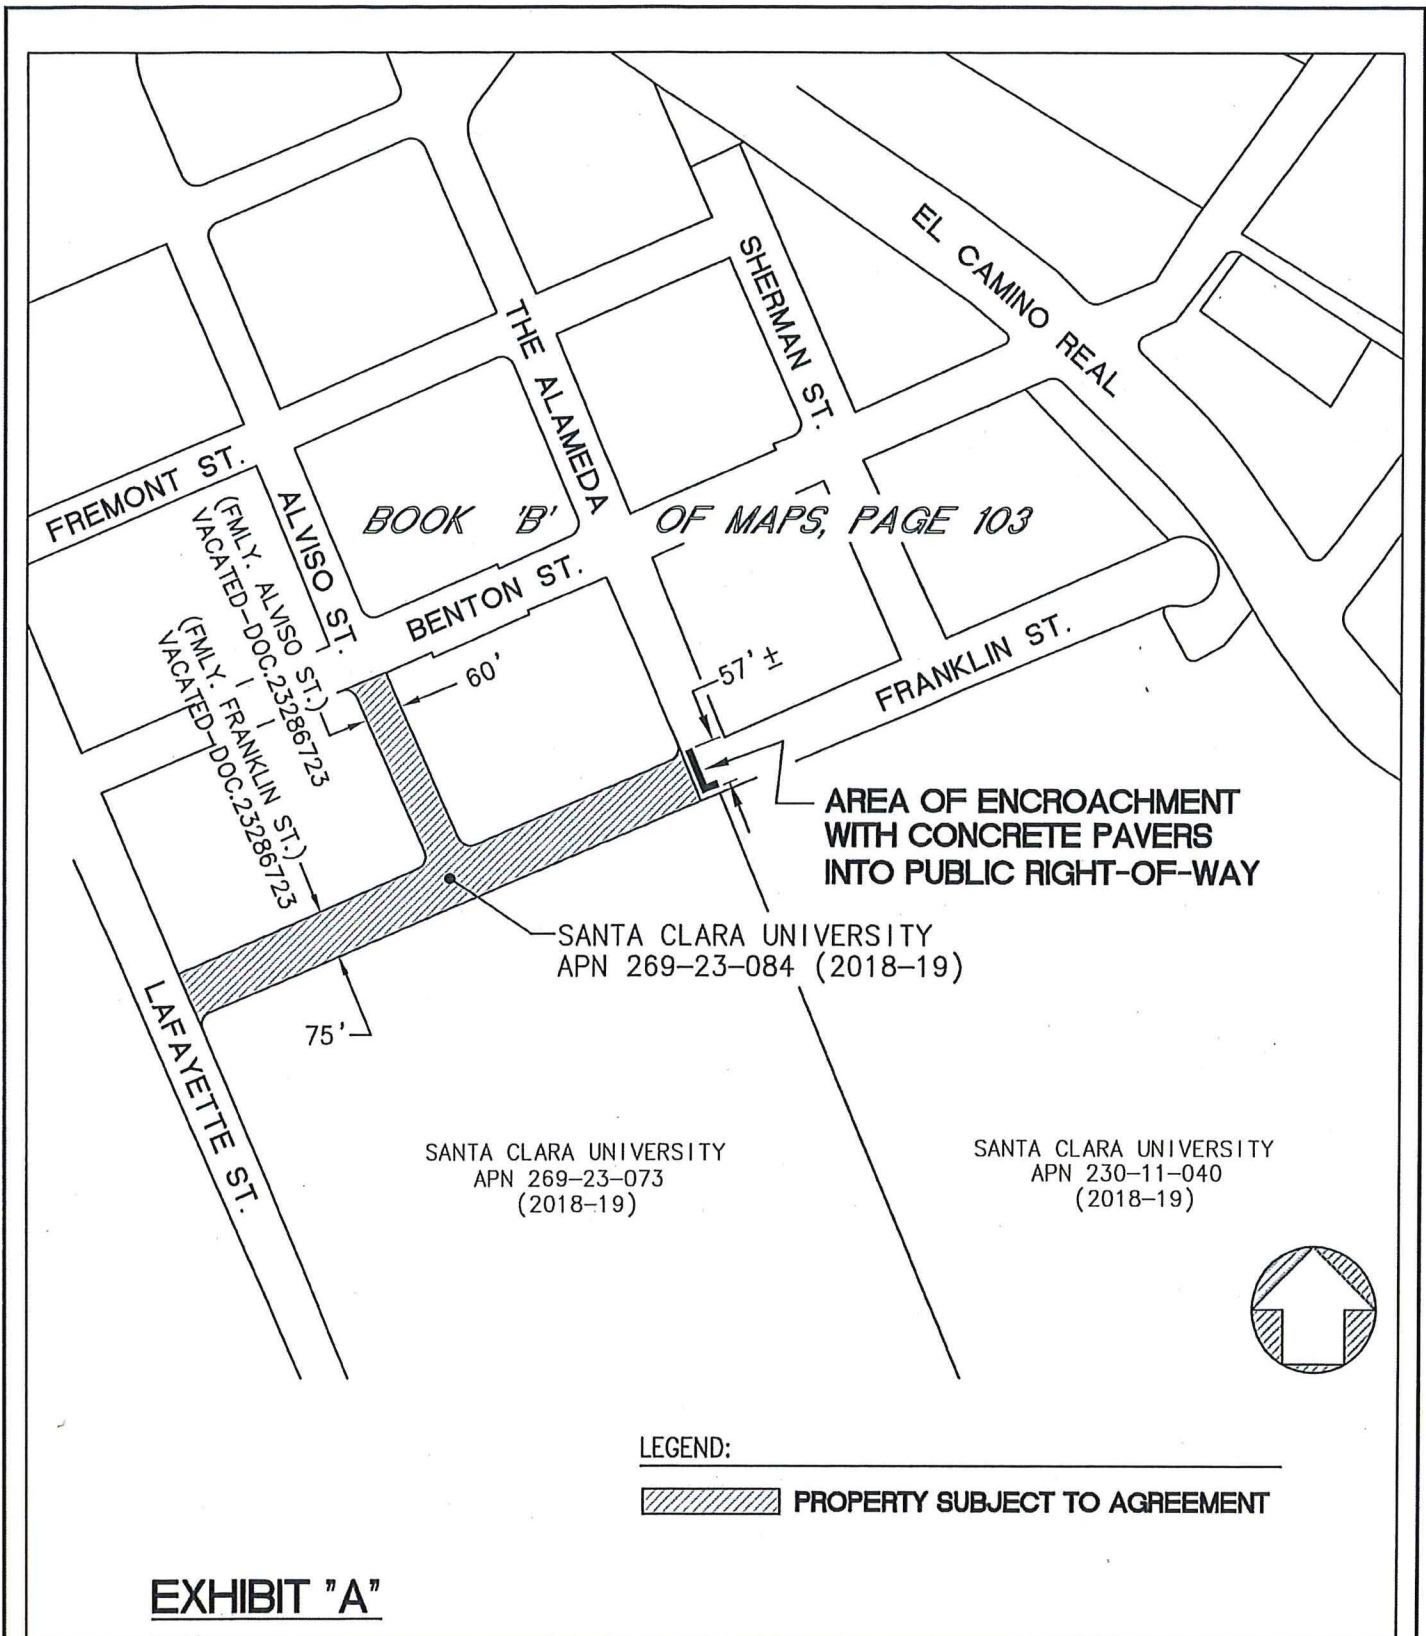 EL CAMINO REAL
SHERMAN ST.
THE ALAMEDA
FREMONT ST.
ALVISO ST.
(FMLY. ALVISO ST.)
VACATED-DOC.23286723
BOOK 'B' OF MAPS, PAGE 103
BENTON ST.
(FMLY. FRANKLIN ST.)
VACATED-DOC.23286723
60'
57' ±
FRANKLIN ST.
AREA OF ENCROACHMENT
WITH CONCRETE PAVERS
INTO PUBLIC RIGHT-OF-WAY
SANTA CLARA UNIVERSITY
APN 269-23-084 (2018-19)
75'
LAFAYETTE ST.
SANTA CLARA UNIVERSITY
APN 269-23-073
(2018-19)
SANTA CLARA UNIVERSITY
APN 230-11-040
(2018-19)
LEGEND:
PROPERTY SUBJECT TO AGREEMENT
EXHIBIT "A"